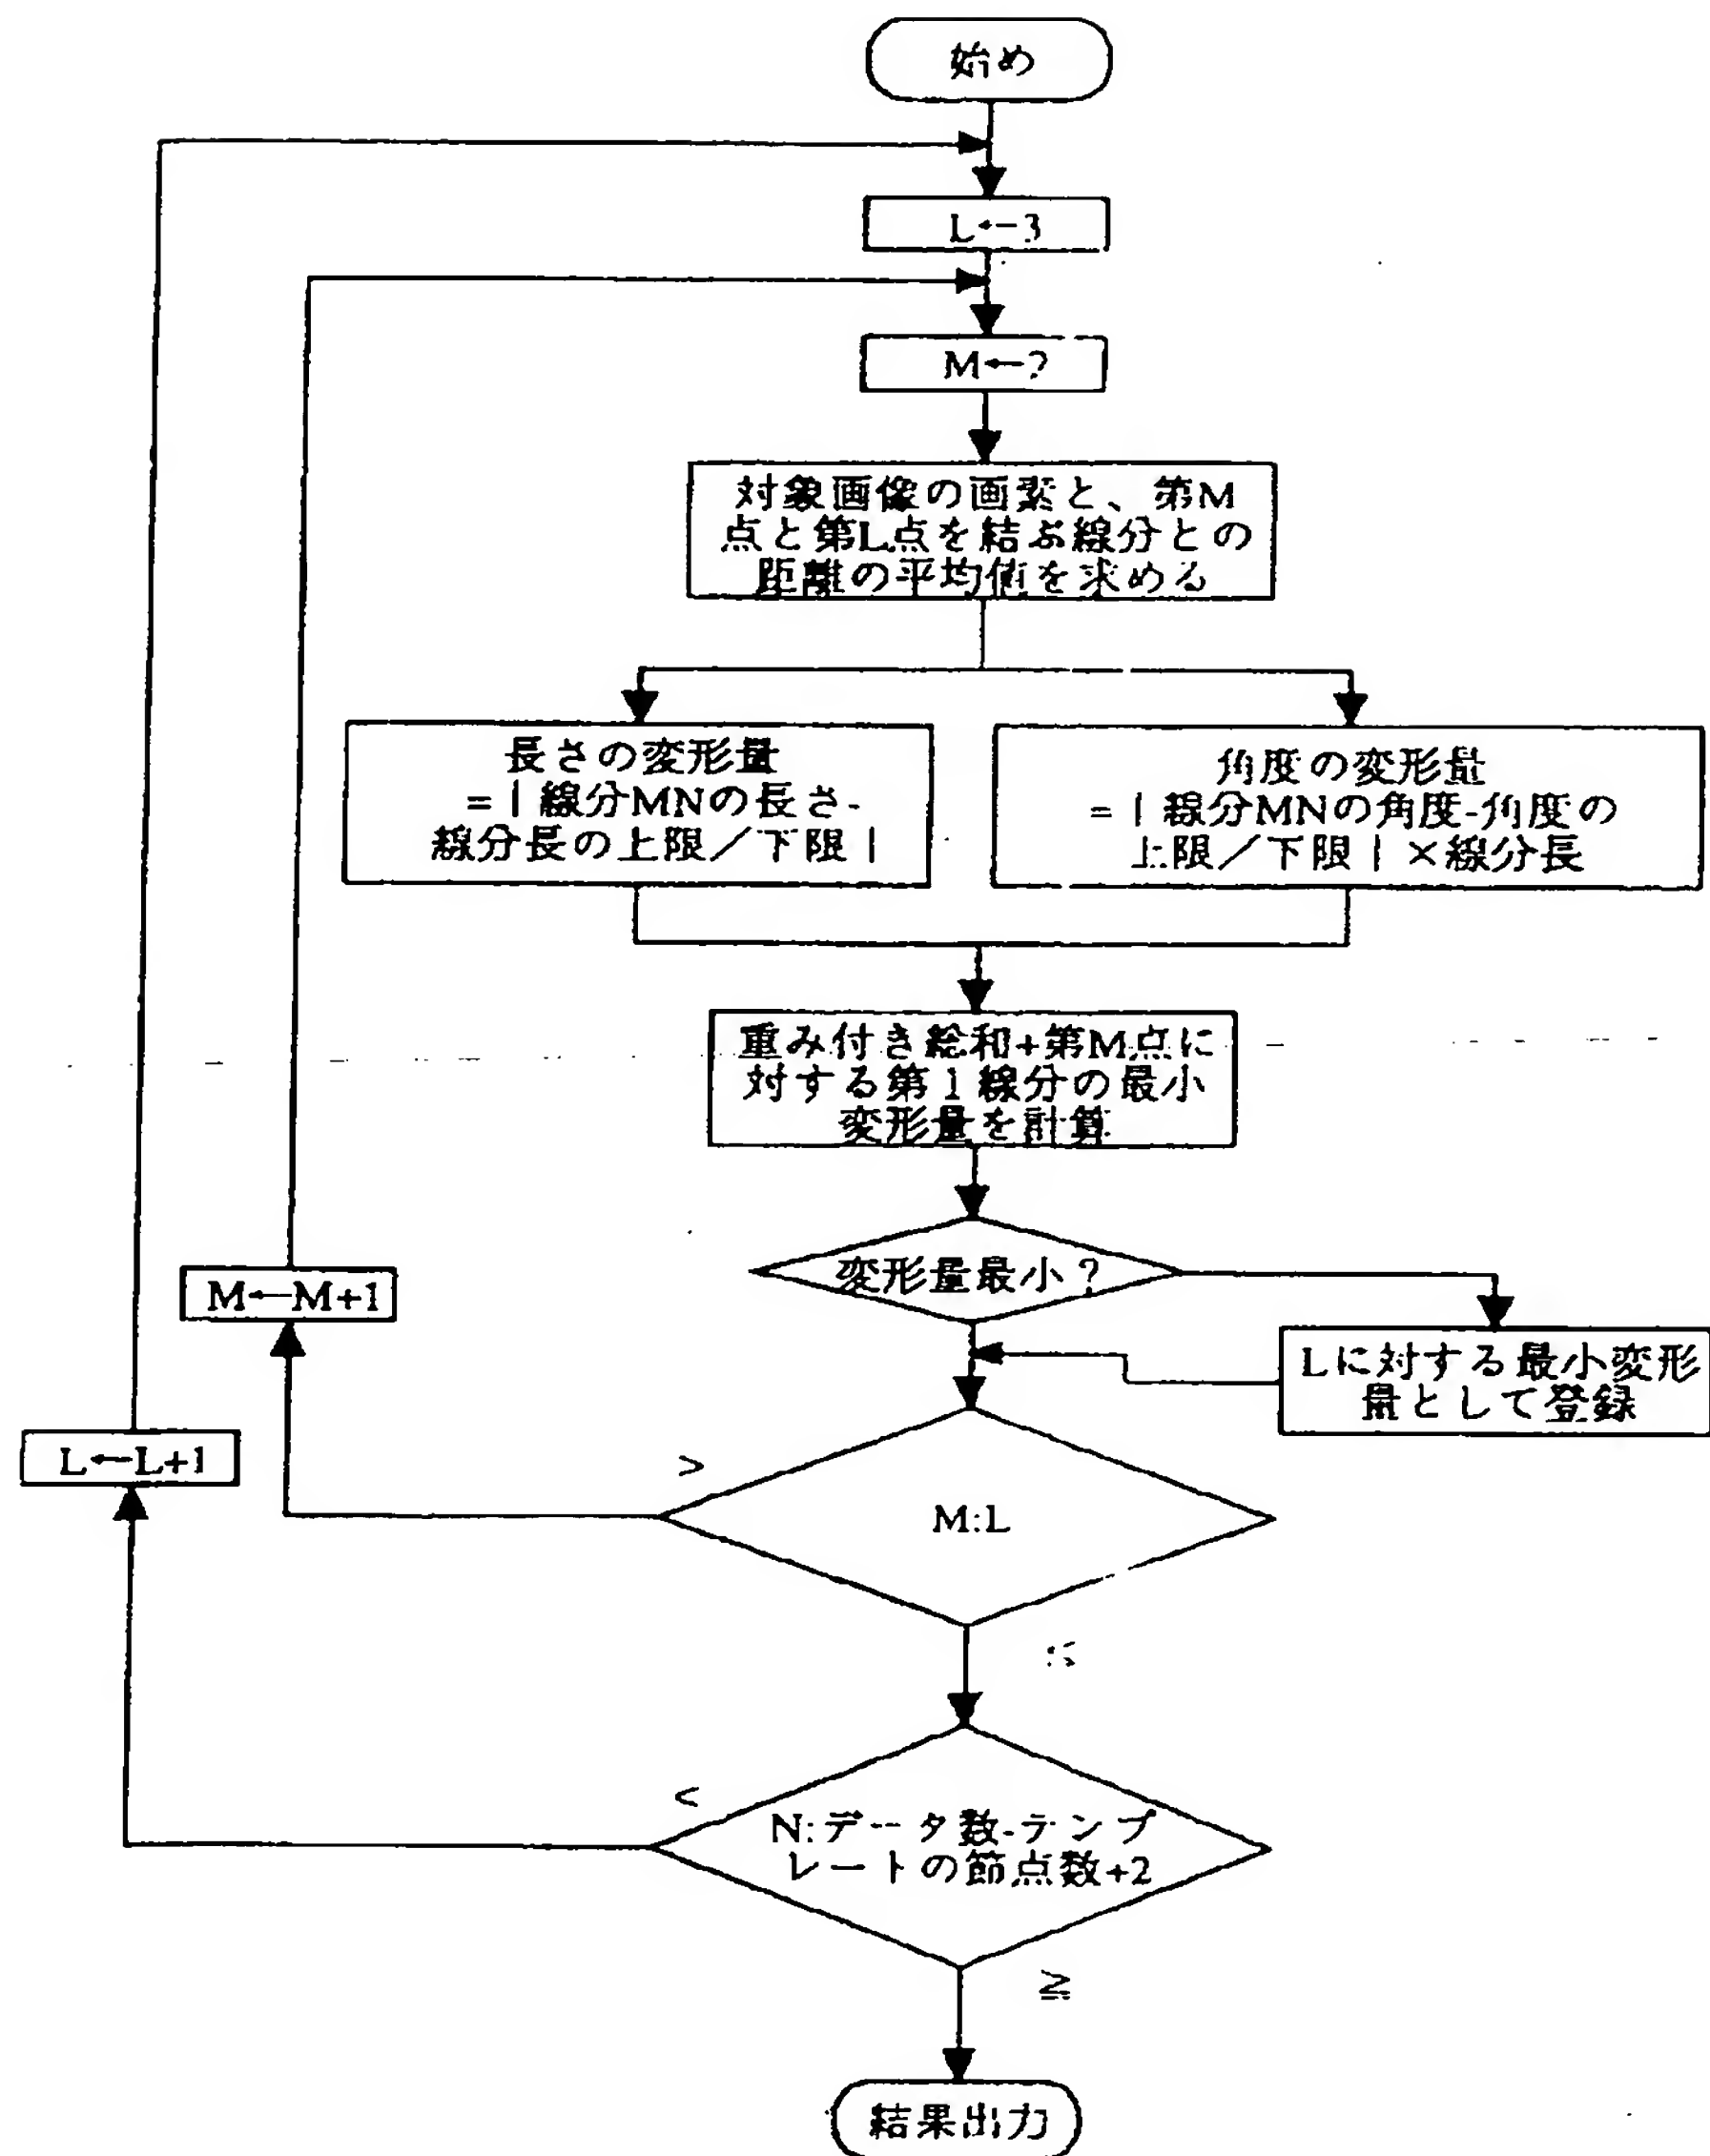 始め
L←3
M←2
対象画像の画素と、第M
点と第L点を結ぶ線分との
距離の平均値を求める
長さの変形量
=|線分MNの長さ-
線分長の上限／下限|
角度の変形量
=|線分MNの角度-角度の
上限／下限|×線分長
重み付き総和+第M点に
対する第1線分の最小
変形量を計算
変形量最小?
M←M+1
Lに対する最小変形
量として登録
L←L+1
>
M:L
≦
<
N:データ数-テンプ
レートの節点数+2
≧
結果出力